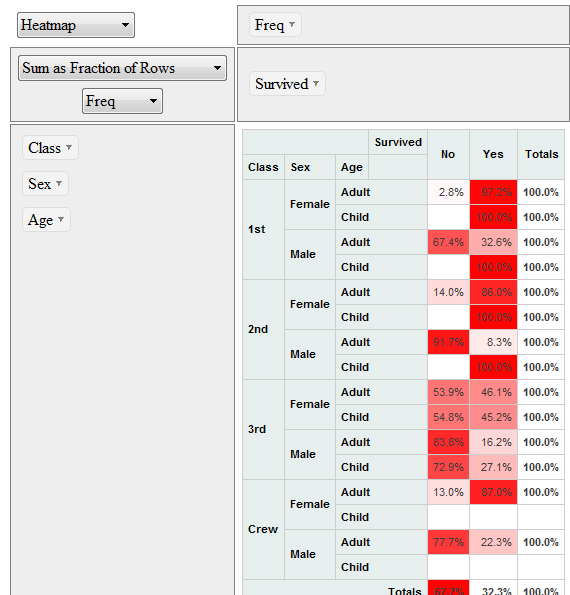 Heatmap
Freq
Sum as Fraction of Rows
Freq
Survived
Class
Sex
Age
Survived No Yes Totals
Class Sex Age
1st Female Adult 2.8% 97.2% 100.0%
Child 100.0% 100.0%
Male Adult 67.4% 32.6% 100.0%
Child 100.0% 100.0%
2nd Female Adult 14.0% 86.0% 100.0%
Child 100.0% 100.0%
Male Adult 91.7% 8.3% 100.0%
Child 100.0% 100.0%
3rd Female Adult 53.9% 46.1% 100.0%
Child 54.8% 45.2% 100.0%
Male Adult 83.8% 16.2% 100.0%
Child 72.9% 27.1% 100.0%
Crew Female Adult 13.0% 87.0% 100.0%
Child
Male Adult 77.7% 22.3% 100.0%
Child
Totals 67.7% 32.3% 100.0%